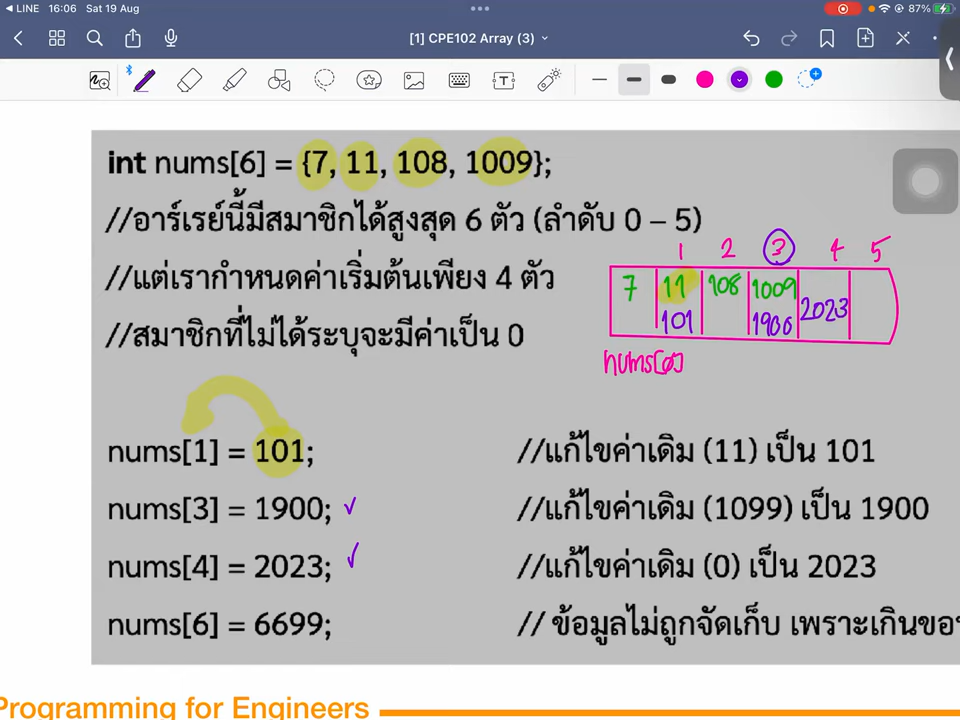 LINE 16:06 Sat 19 Aug 87%
[1] CPE102 Array (3)
int nums[6] = {7, 11, 108, 1009};
//อาร์เรย์นี้มีสมาชิกได้สูงสุด 6 ตัว (ลำดับ 0 – 5)
1 2 3 4 5
//แต่เรากำหนดค่าเริ่มต้นเพียง 4 ตัว
7 11 108 1009
101 1900 2023
//สมาชิกที่ไม่ได้ระบุจะมีค่าเป็น 0
nums[0]
nums[1] = 101; //แก้ไขค่าเดิม (11) เป็น 101
nums[3] = 1900; //แก้ไขค่าเดิม (1099) เป็น 1900
nums[4] = 2023; //แก้ไขค่าเดิม (0) เป็น 2023
nums[6] = 6699; // ข้อมูลไม่ถูกจัดเก็บ เพราะเกินขอบ
Programming for Engineers